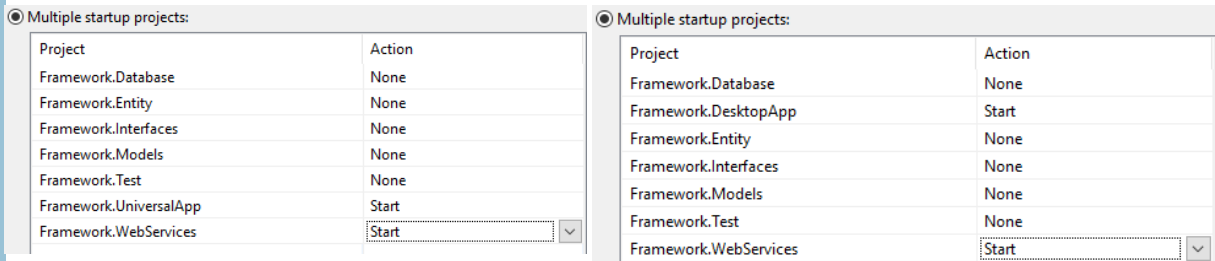 Multiple startup projects:
Project Action
Framework.Database None
Framework.Entity None
Framework.Interfaces None
Framework.Models None
Framework.Test None
Framework.UniversalApp Start
Framework.WebServices Start
Multiple startup projects:
Project Action
Framework.Database None
Framework.DesktopApp Start
Framework.Entity None
Framework.Interfaces None
Framework.Models None
Framework.Test None
Framework.WebServices Start